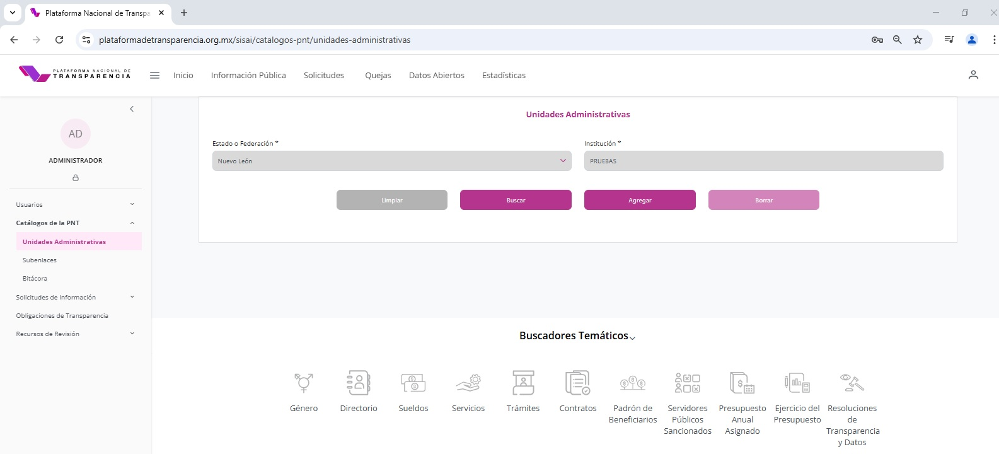 Plataforma Nacional de Transpa
plataformadetransparencia.org.mx/sisai/catalogos-pnt/unidades-administrativas
PLATAFORMA NACIONAL DE
TRANSPARENCIA
Inicio
Información Pública
Solicitudes
Quejas
Datos Abiertos
Estadísticas
AD
ADMINISTRADOR
Usuarios
Catálogos de la PNT
Unidades Administrativas
Subenlaces
Bitácora
Solicitudes de Información
Obligaciones de Transparencia
Recursos de Revisión
Unidades Administrativas
Estado o Federación *
Nuevo León
Institución *
PRUEBAS
Limpiar
Buscar
Agregar
Borrar
Buscadores Temáticos
Género
Directorio
Sueldos
Servicios
Trámites
Contratos
Padrón de
Beneficiarios
Servidores
Públicos
Sancionados
Presupuesto
Anual
Asignado
Ejercicio del
Presupuesto
Resoluciones
de
Transparencia
y Datos